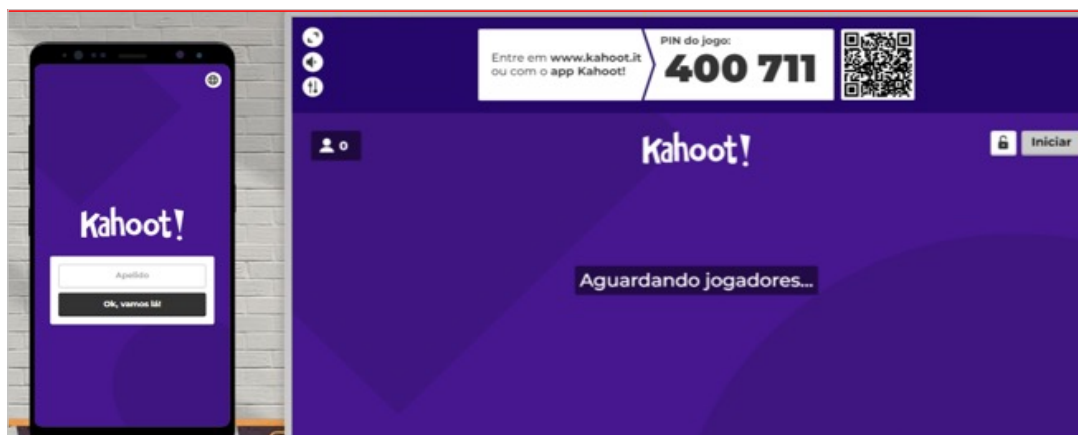 Kahoot!
Apelido
Ok, vamos lá!
Entre em www.kahoot.it
ou com o app Kahoot!
PIN do jogo:
400 711
0
Kahoot!
Iniciar
Aguardando jogadores...